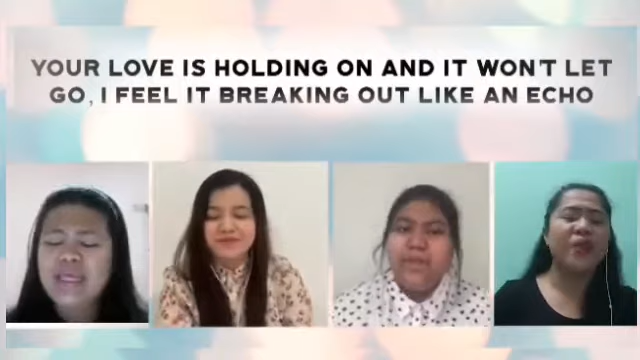 YOUR LOVE IS HOLDING ON AND IT WON'T LET
GO, I FEEL IT BREAKING OUT LIKE AN ECHO